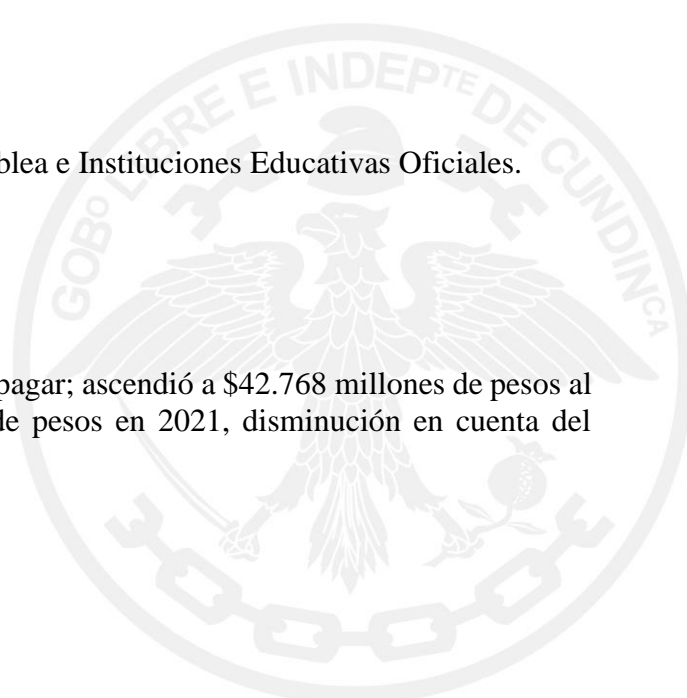 GOBº LIBRE E INDEPTE DE CUNDINCA
blea e Instituciones Educativas Oficiales.
pagar; ascendió a $42.768 millones de pesos al
de pesos en 2021, disminución en cuenta del